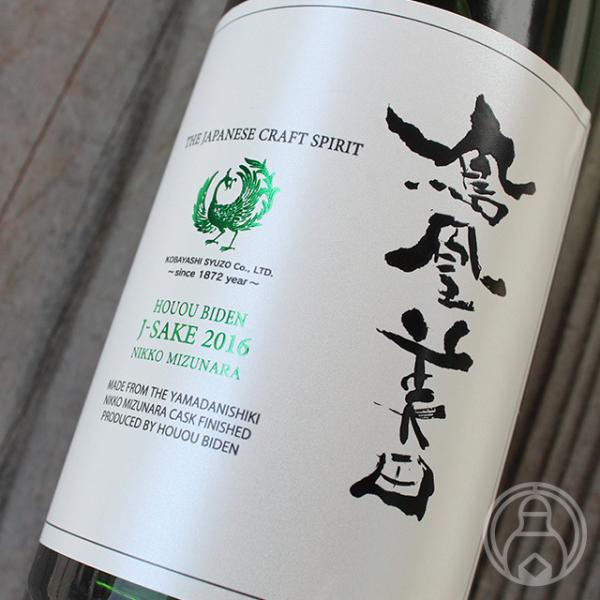 THE JAPANESE CRAFT SPIRIT
KOBAYASHI SYUZO Co., LTD.
~since 1872 year~
HOUOU BIDEN
J-SAKE 2016
NIKKO MIZUNARA
MADE FROM THE YAMADANISHIKI
NIKKO MIZUNARA CASK FINISHED
PRODUCED BY HOUOU BIDEN
鳳凰美田